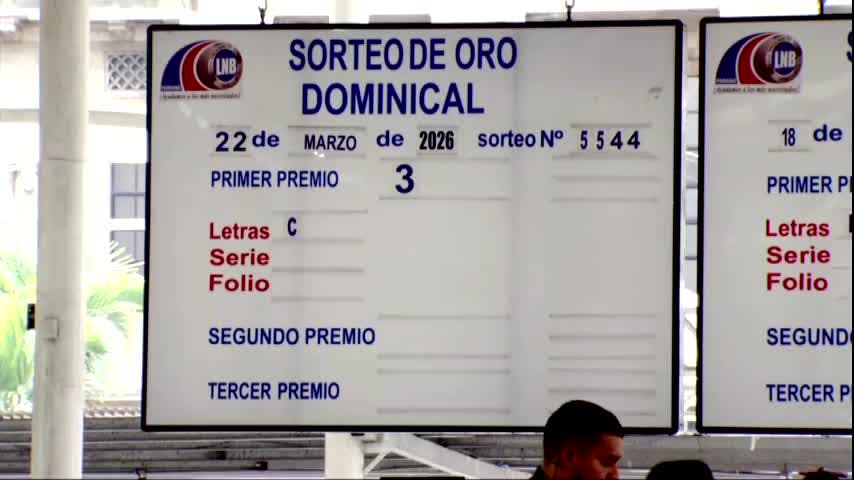 LNB
SORTEO DE ORO
DOMINICAL
22 de MARZO de 2026 sorteo Nº 5544
PRIMER PREMIO 3
Letras C
Serie
Folio
SEGUNDO PREMIO
TERCER PREMIO
LNB
18 de
PRIMER P
Letras
Serie
Folio
SEGUND
TERCER P